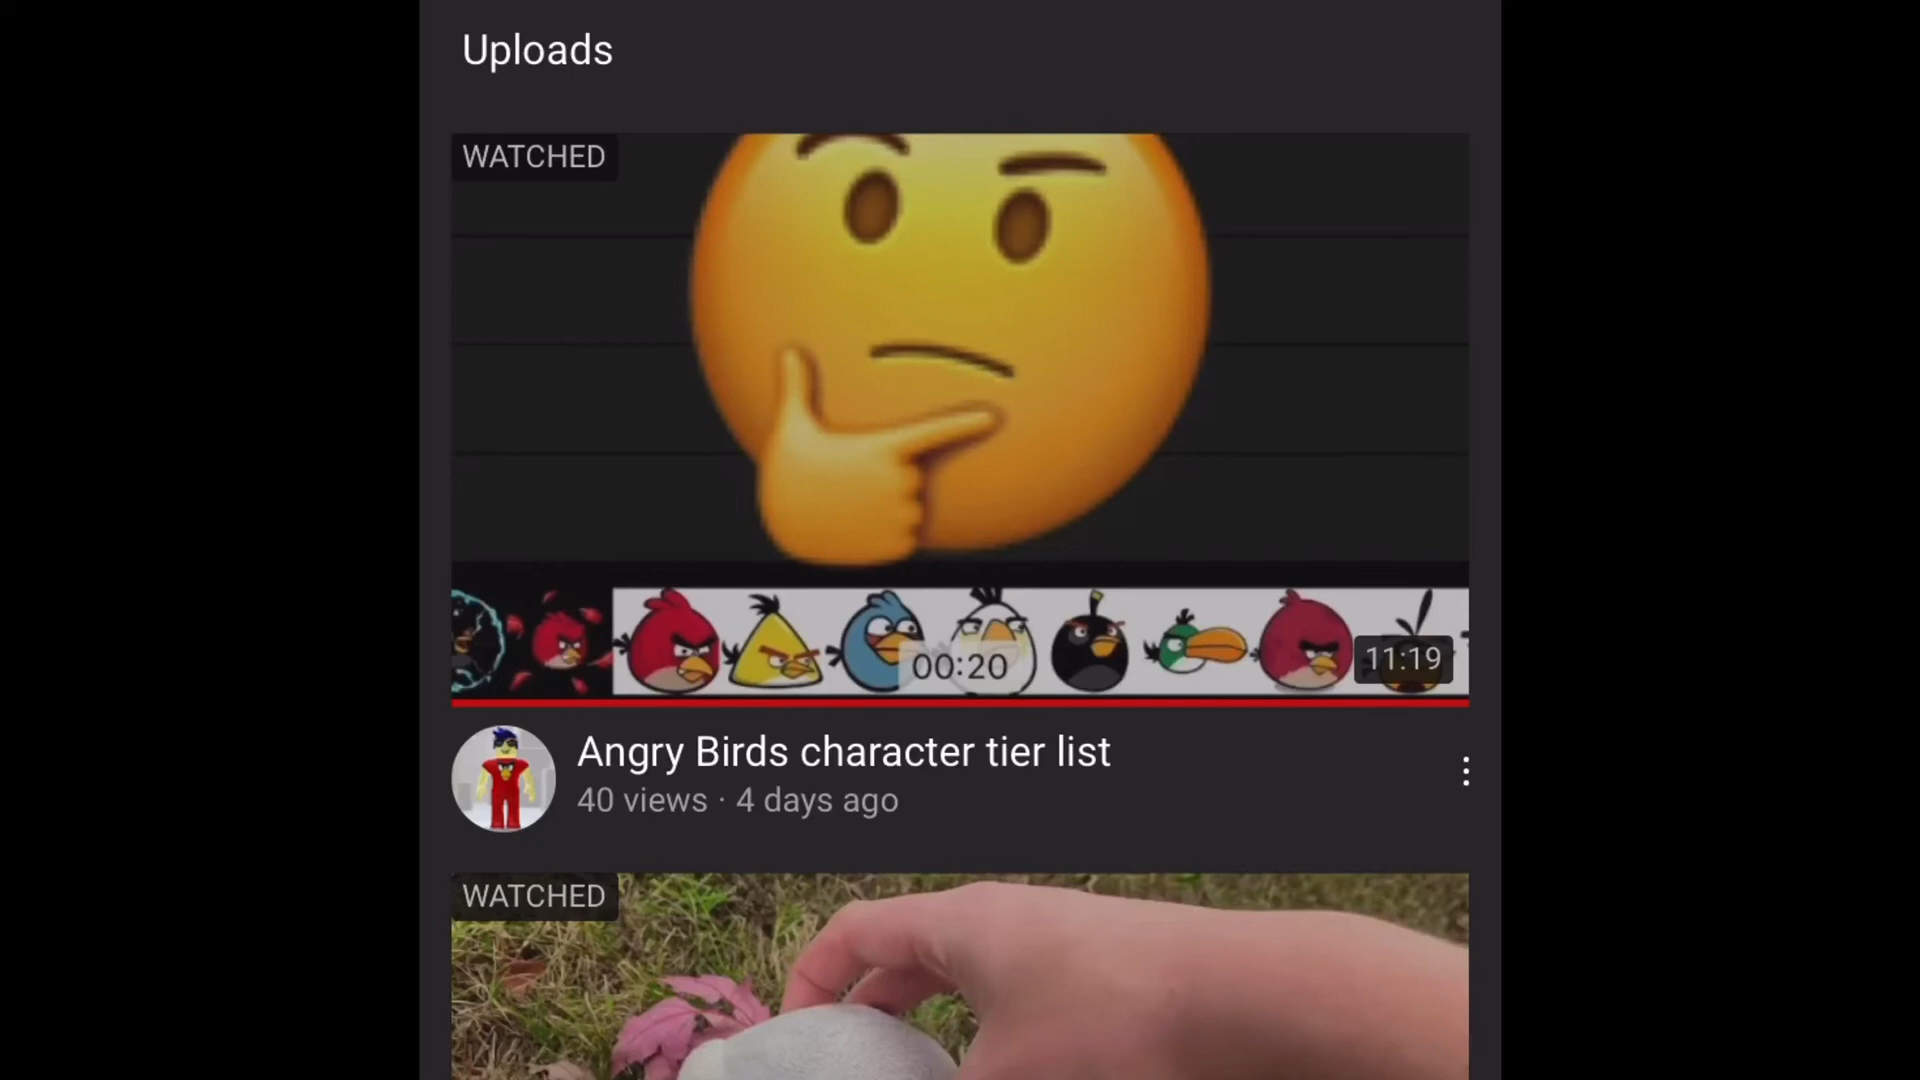 Uploads
WATCHED
00:20
11:19
Angry Birds character tier list
40 views · 4 days ago
WATCHED